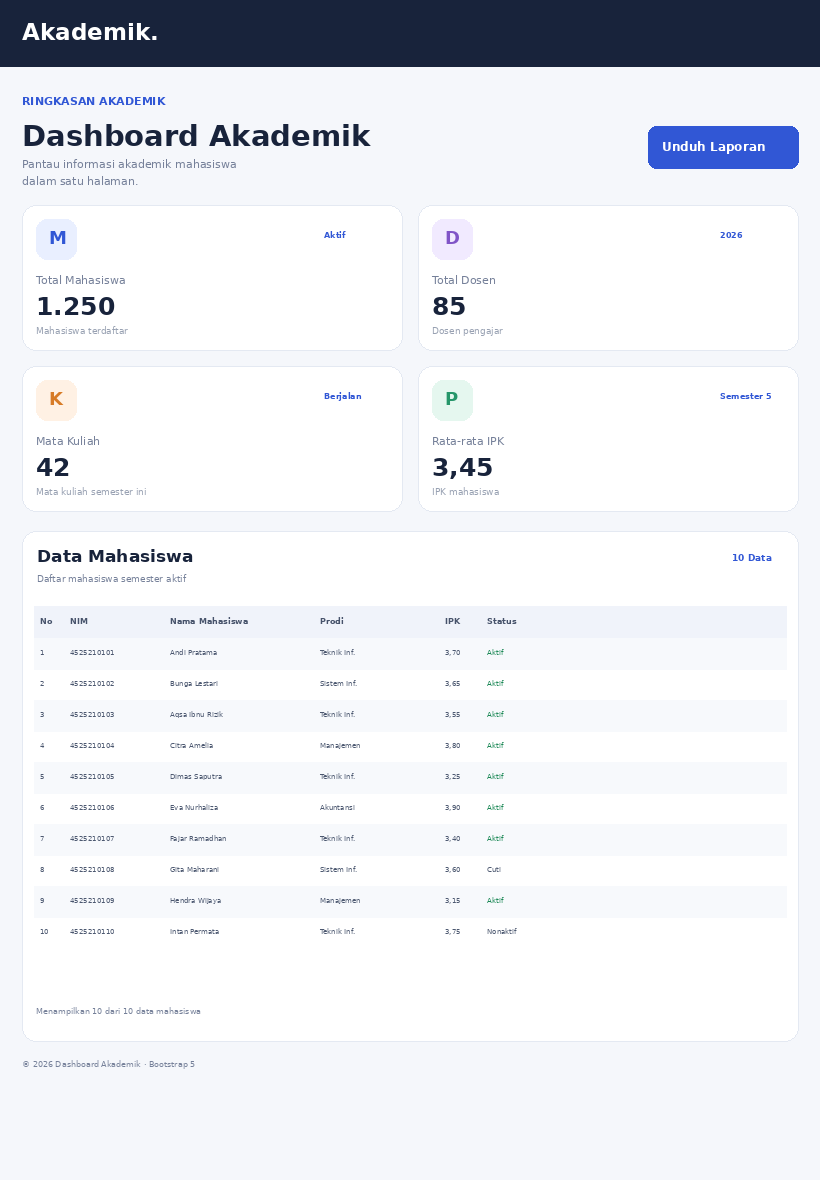 Akademik.
RINGKASAN AKADEMIK
Dashboard Akademik
Pantau informasi akademik mahasiswa
dalam satu halaman.
Unduh Laporan
M Aktif
Total Mahasiswa
1.250
Mahasiswa terdaftar
D 2026
Total Dosen
85
Dosen pengajar
K Berjalan
Mata Kuliah
42
Mata kuliah semester ini
P Semester 5
Rata-rata IPK
3,45
IPK mahasiswa
Data Mahasiswa
10 Data
Daftar mahasiswa semester aktif
No NIM Nama Mahasiswa Prodi IPK Status
1 4525210101 Andi Pratama Teknik Inf. 3,70 Aktif
2 4525210102 Bunga Lestari Sistem Inf. 3,65 Aktif
3 4525210103 Aqsa Ibnu Rizik Teknik Inf. 3,55 Aktif
4 4525210104 Citra Amelia Manajemen 3,80 Aktif
5 4525210105 Dimas Saputra Teknik Inf. 3,25 Aktif
6 4525210106 Eva Nurhaliza Akuntansi 3,90 Aktif
7 4525210107 Fajar Ramadhan Teknik Inf. 3,40 Aktif
8 4525210108 Gita Maharani Sistem Inf. 3,60 Cuti
9 4525210109 Hendra Wijaya Manajemen 3,15 Aktif
10 4525210110 Intan Permata Teknik Inf. 3,75 Nonaktif
Menampilkan 10 dari 10 data mahasiswa
© 2026 Dashboard Akademik · Bootstrap 5